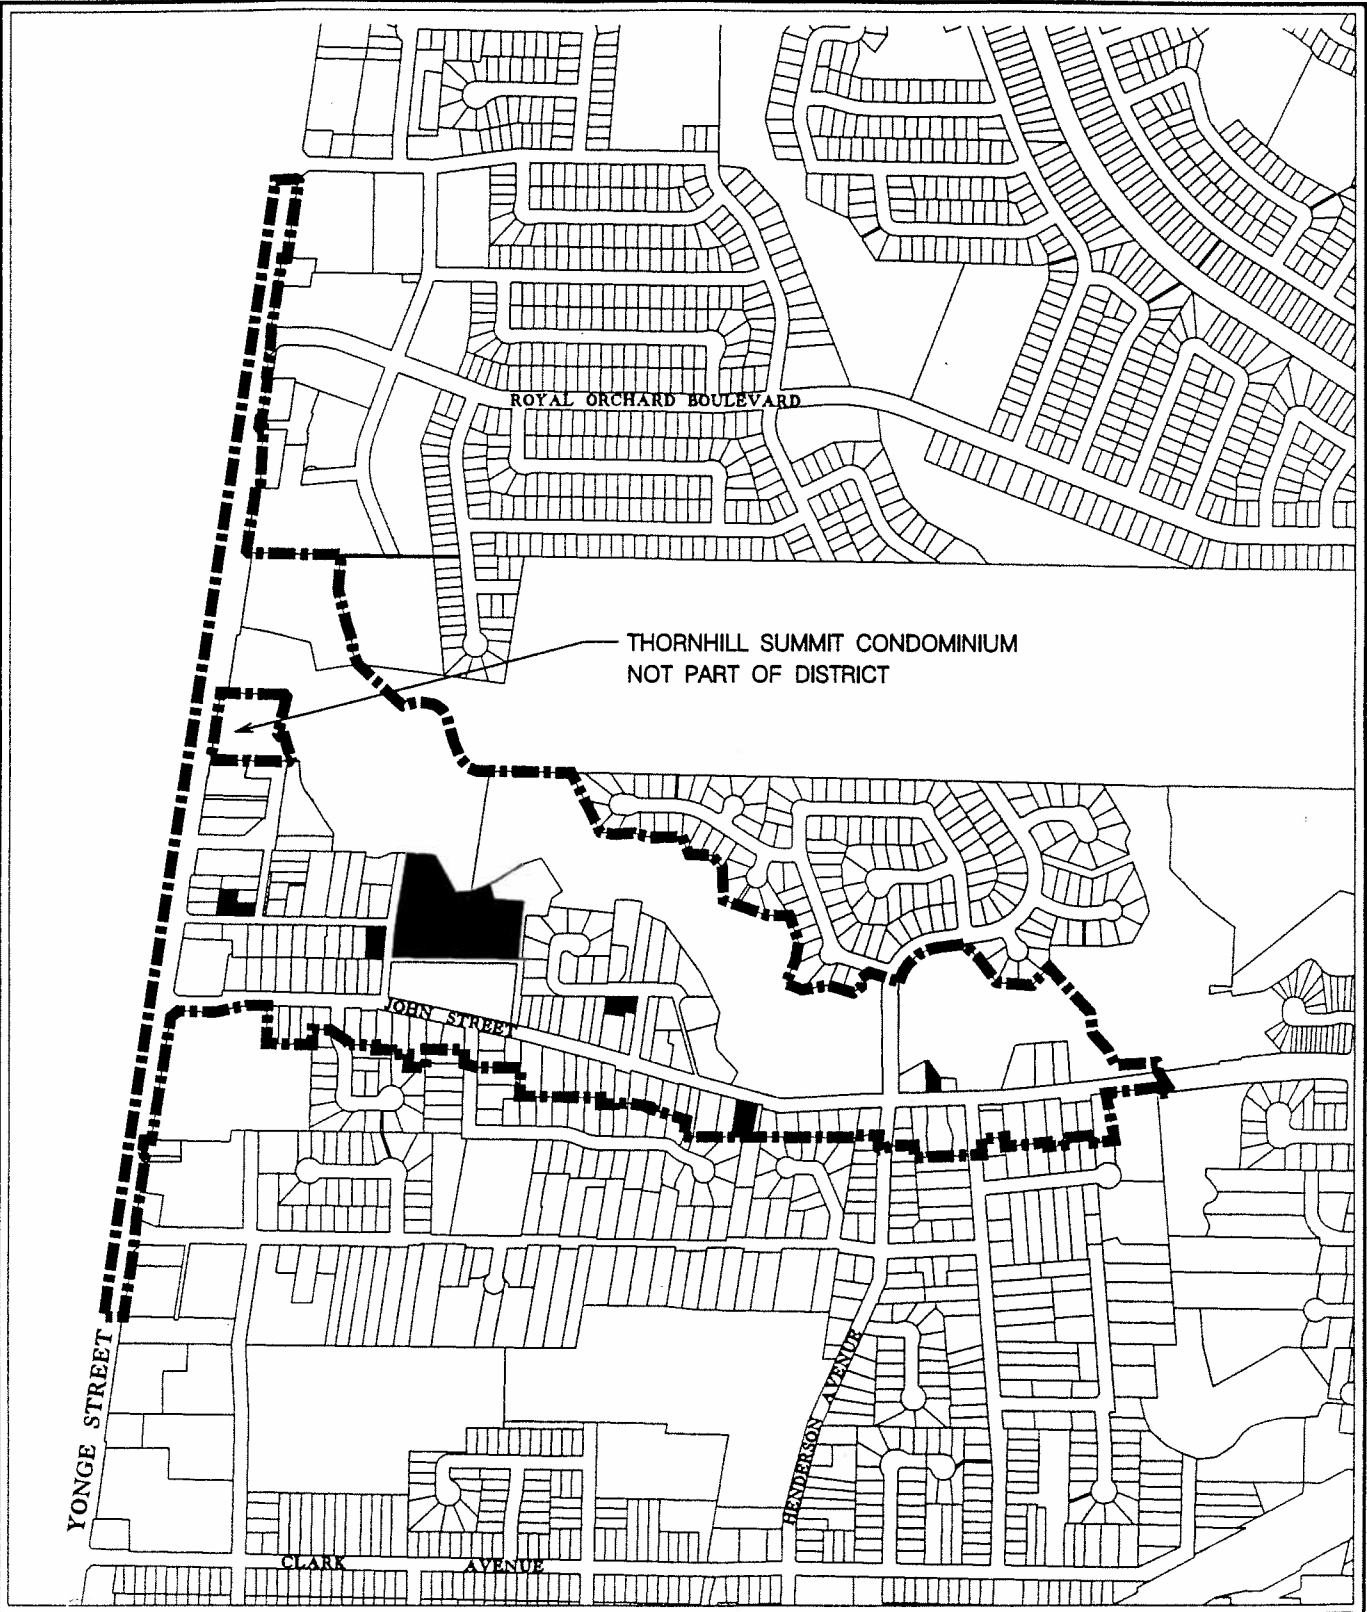 ROYAL ORCHARD BOULEVARD
THORNHILL SUMMIT CONDOMINIUM
NOT PART OF DISTRICT
JOHN STREET
YONGE STREET
HENDERSON AVENUE
CLARK AVENUE